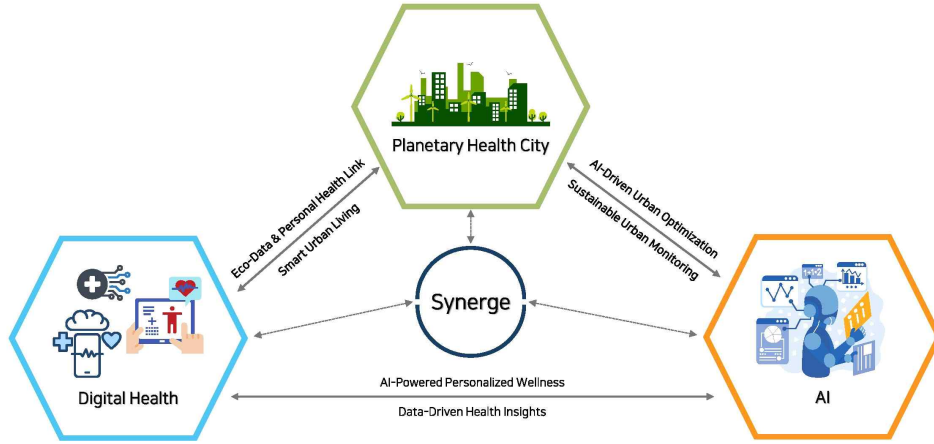 Planetary Health City
Eco-Data & Personal Health Link
Smart Urban Living
AI-Driven Urban Optimization
Sustainable Urban Monitoring
Synerge
Digital Health
AI-Powered Personalized Wellness
Data-Driven Health Insights
AI